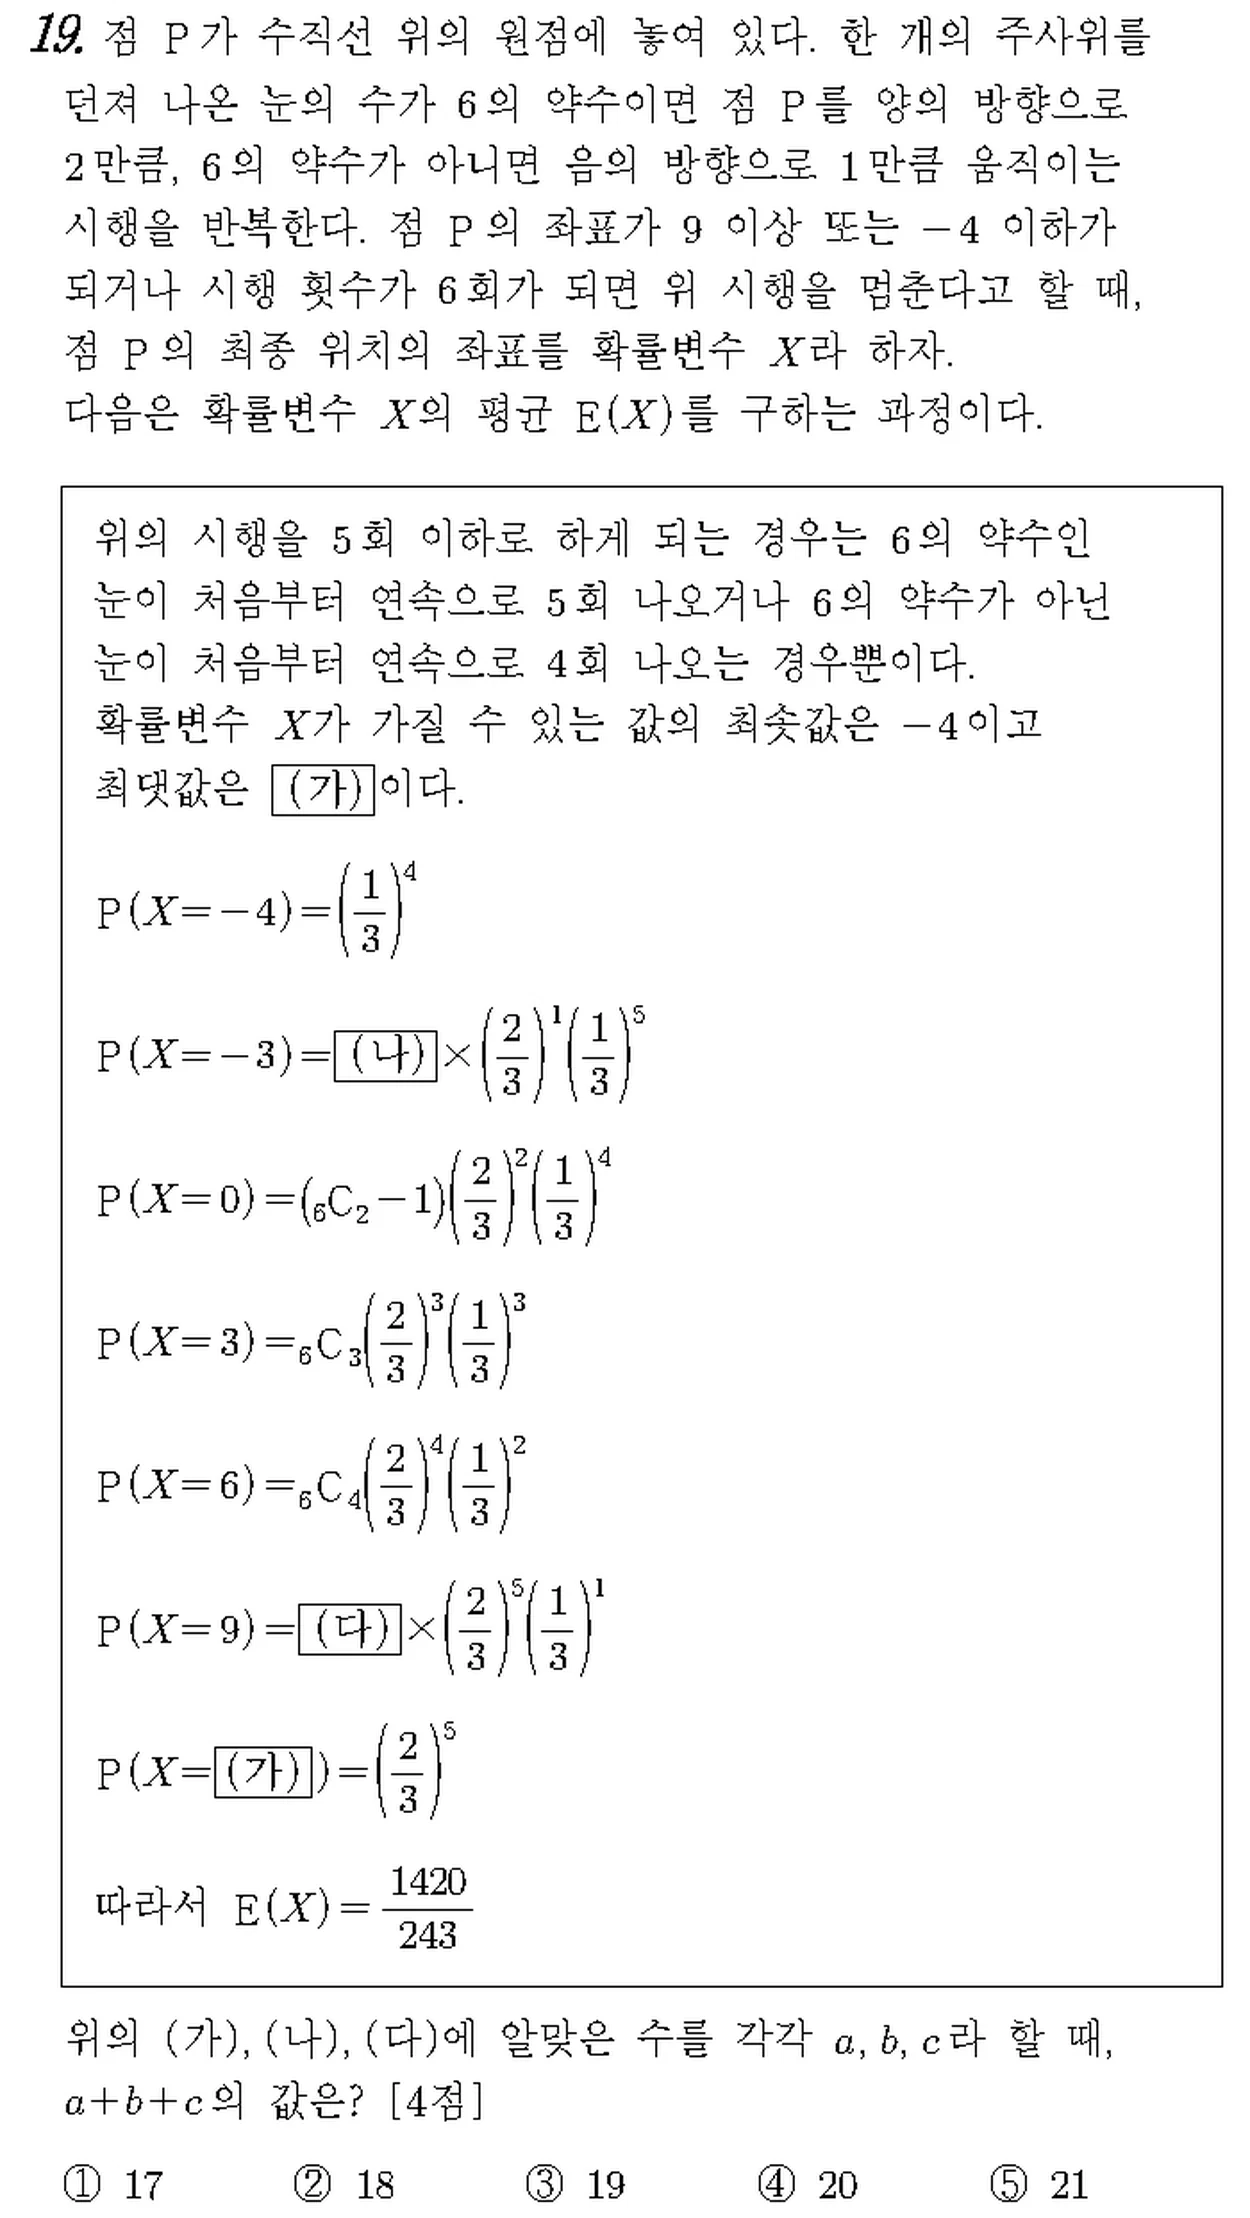 19. 점 P가 수직선 위의 원점에 놓여 있다. 한 개의 주사위를
던져 나온 눈의 수가 6의 약수이면 점 P를 양의 방향으로
2만큼, 6의 약수가 아니면 음의 방향으로 1만큼 움직이는
시행을 반복한다. 점 P의 좌표가 9 이상 또는 −4 이하가
되거나 시행 횟수가 6회가 되면 위 시행을 멈춘다고 할 때,
점 P의 최종 위치의 좌표를 확률변수 X라 하자.
다음은 확률변수 X의 평균 E(X)를 구하는 과정이다.
위의 시행을 5회 이하로 하게 되는 경우는 6의 약수인
눈이 처음부터 연속으로 5회 나오거나 6의 약수가 아닌
눈이 처음부터 연속으로 4회 나오는 경우뿐이다.
확률변수 X가 가질 수 있는 값의 최솟값은 −4이고
최댓값은 (가)이다.
P(X=−4)=(1/3)^4
P(X=−3)=(나)×(2/3)^1(1/3)^5
P(X=0)=(₆C₂−1)(2/3)^2(1/3)^4
P(X=3)=₆C₃(2/3)^3(1/3)^3
P(X=6)=₆C₄(2/3)^4(1/3)^2
P(X=9)=(다)×(2/3)^5(1/3)^1
P(X=(가))=(2/3)^5
따라서 E(X)=1420/243
위의 (가), (나), (다)에 알맞은 수를 각각 a, b, c라 할 때,
a+b+c의 값은? [4점]
① 17 ② 18 ③ 19 ④ 20 ⑤ 21